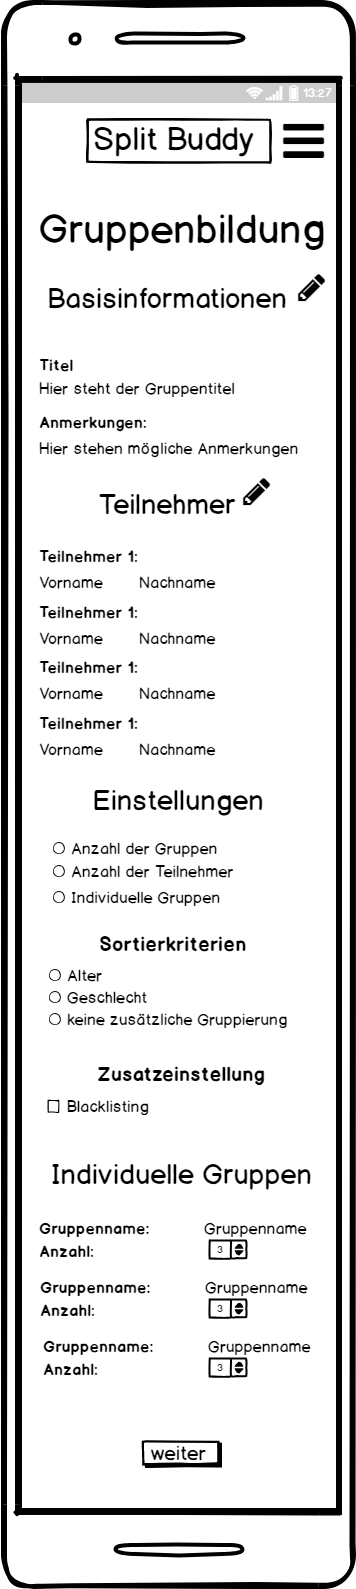 13:27
Split Buddy
Gruppenbildung
Basisinformationen
Titel
Hier steht der Gruppentitel
Anmerkungen:
Hier stehen mögliche Anmerkungen
Teilnehmer
Teilnehmer 1:
Vorname Nachname
Teilnehmer 1:
Vorname Nachname
Teilnehmer 1:
Vorname Nachname
Teilnehmer 1:
Vorname Nachname
Einstellungen
Anzahl der Gruppen
Anzahl der Teilnehmer
Individuelle Gruppen
Sortierkriterien
Alter
Geschlecht
keine zusätzliche Gruppierung
Zusatzeinstellung
Blacklisting
Individuelle Gruppen
Gruppenname: Gruppenname
Anzahl: 3
Gruppenname: Gruppenname
Anzahl: 3
Gruppenname: Gruppenname
Anzahl: 3
weiter